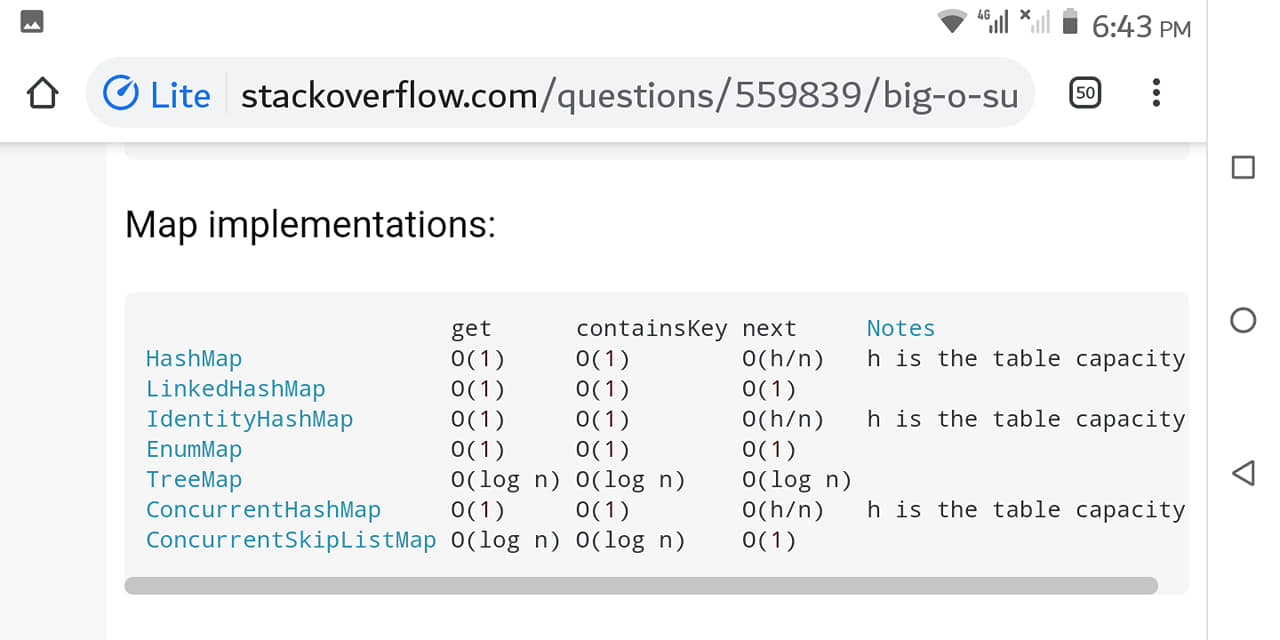 4G 6:43 PM
Lite stackoverflow.com/questions/559839/big-o-su 50
Map implementations:
get containsKey next Notes
HashMap O(1) O(1) O(h/n) h is the table capacity
LinkedHashMap O(1) O(1) O(1)
IdentityHashMap O(1) O(1) O(h/n) h is the table capacity
EnumMap O(1) O(1) O(1)
TreeMap O(log n) O(log n) O(log n)
ConcurrentHashMap O(1) O(1) O(h/n) h is the table capacity
ConcurrentSkipListMap O(log n) O(log n) O(1)